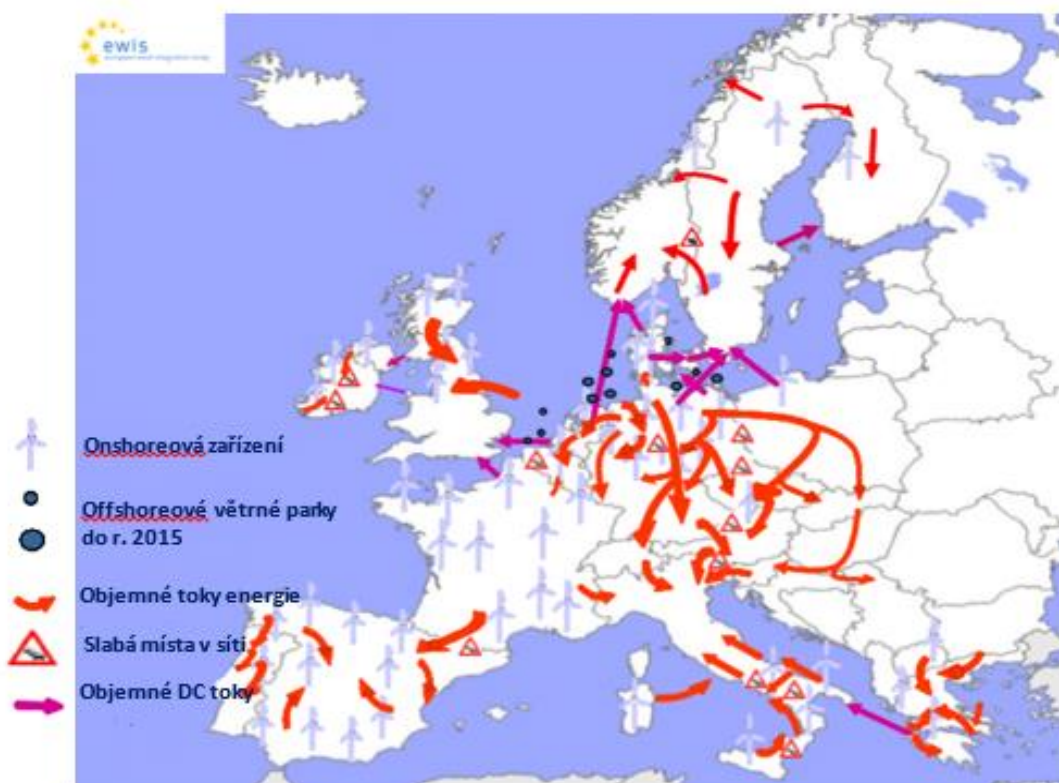 ewis
Onshoreová zařízení
Offshoreové větrné parky
do r. 2015
Objemné toky energie
Slabá místa v síti
Objemné DC toky